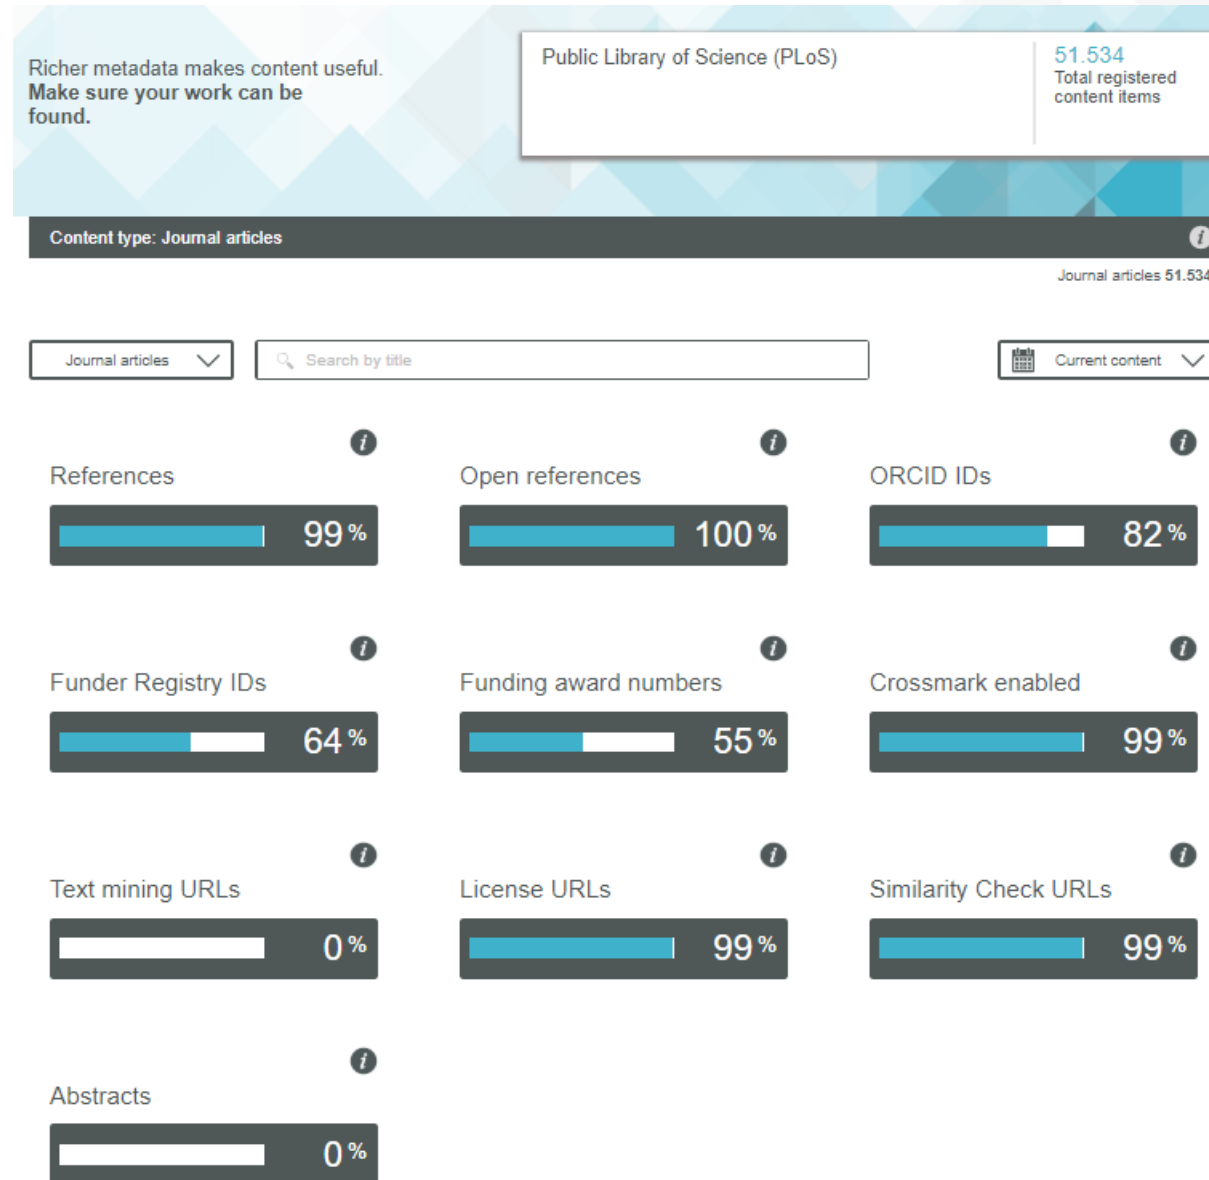 Richer metadata makes content useful.
Make sure your work can be
found.
Public Library of Science (PLoS)
51.534
Total registered
content items
Content type: Journal articles
Journal articles 51.534
Journal articles
Search by title
Current content
References
99 %
Open references
100 %
ORCID IDs
82 %
Funder Registry IDs
64 %
Funding award numbers
55 %
Crossmark enabled
99 %
Text mining URLs
0 %
License URLs
99 %
Similarity Check URLs
99 %
Abstracts
0 %